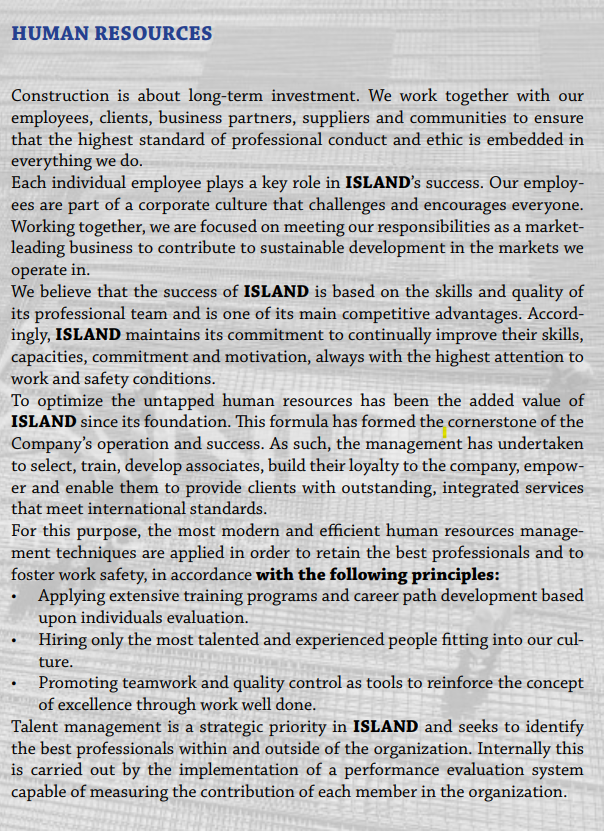 HUMAN RESOURCES
Construction is about long-term investment. We work together with our
employees, clients, business partners, suppliers and communities to ensure
that the highest standard of professional conduct and ethic is embedded in
everything we do.
Each individual employee plays a key role in ISLAND's success. Our employ-
ees are part of a corporate culture that challenges and encourages everyone.
Working together, we are focused on meeting our responsibilities as a market-
leading business to contribute to sustainable development in the markets we
operate in.
We believe that the success of ISLAND is based on the skills and quality of
its professional team and is one of its main competitive advantages. Accord-
ingly, ISLAND maintains its commitment to continually improve their skills,
capacities, commitment and motivation, always with the highest attention to
work and safety conditions.
To optimize the untapped human resources has been the added value of
ISLAND since its foundation. This formula has formed the cornerstone of the
Company's operation and success. As such, the management has undertaken
to select, train, develop associates, build their loyalty to the company, empow-
er and enable them to provide clients with outstanding, integrated services
that meet international standards.
For this purpose, the most modern and efficient human resources manage-
ment techniques are applied in order to retain the best professionals and to
foster work safety, in accordance with the following principles:
• Applying extensive training programs and career path development based
upon individuals evaluation.
• Hiring only the most talented and experienced people fitting into our cul-
ture.
• Promoting teamwork and quality control as tools to reinforce the concept
of excellence through work well done.
Talent management is a strategic priority in ISLAND and seeks to identify
the best professionals within and outside of the organization. Internally this
is carried out by the implementation of a performance evaluation system
capable of measuring the contribution of each member in the organization.